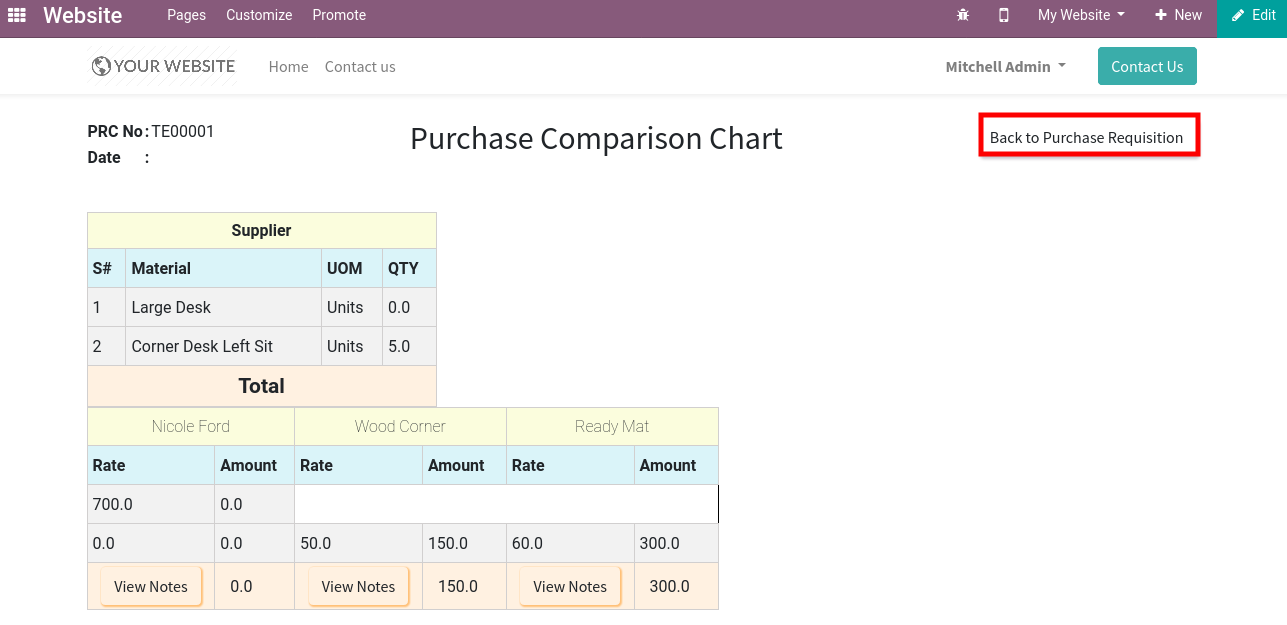 Website Pages Customize Promote My Website New Edit
YOUR WEBSITE Home Contact us Mitchell Admin Contact Us
PRC No : TE00001
Date :
Purchase Comparison Chart
Back to Purchase Requisition
Supplier
S# Material UOM QTY
1 Large Desk Units 0.0
2 Corner Desk Left Sit Units 5.0
Total
Nicole Ford Wood Corner Ready Mat
Rate Amount Rate Amount Rate Amount
700.0 0.0
0.0 0.0 50.0 150.0 60.0 300.0
View Notes 0.0 View Notes 150.0 View Notes 300.0